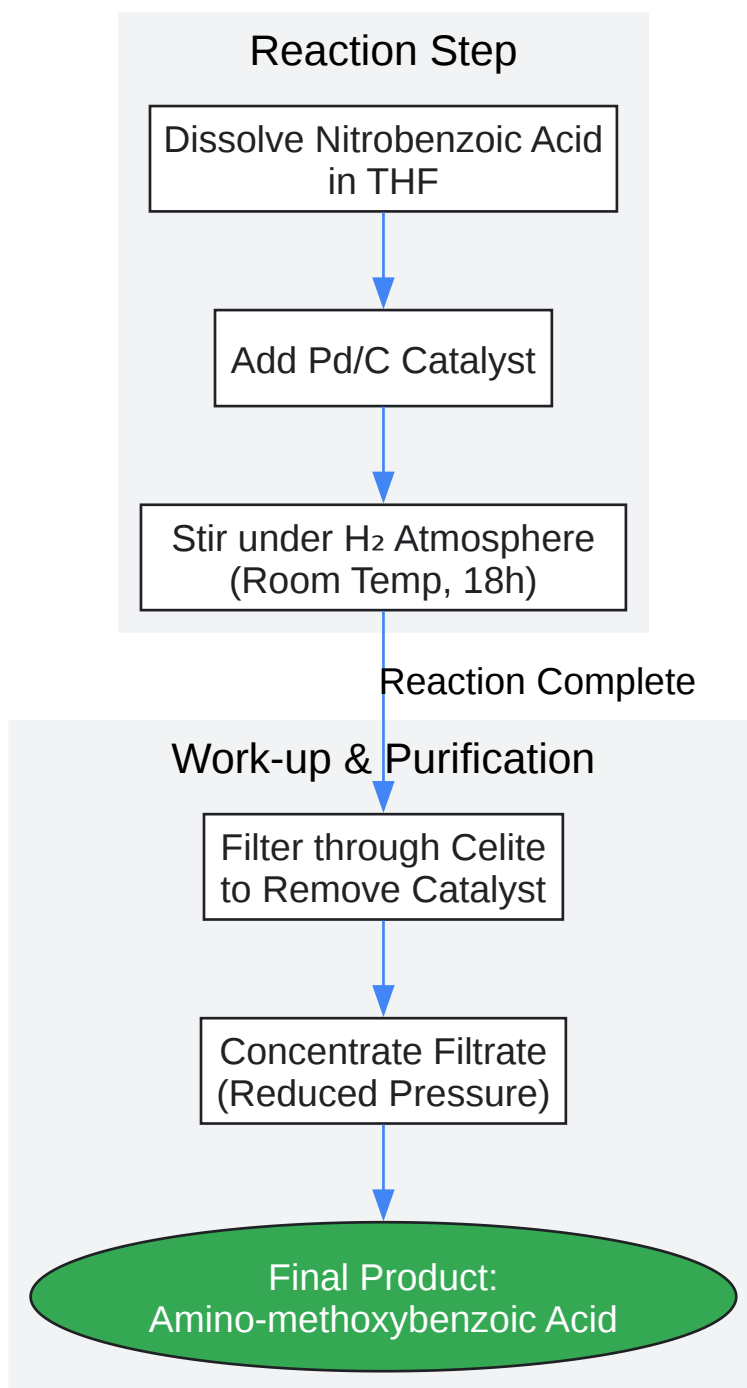 Reaction Step
Dissolve Nitrobenzoic Acid
in THF
Add Pd/C Catalyst
Stir under H₂ Atmosphere
(Room Temp, 18h)
Reaction Complete
Work-up & Purification
Filter through Celite
to Remove Catalyst
Concentrate Filtrate
(Reduced Pressure)
Final Product:
Amino-methoxybenzoic Acid